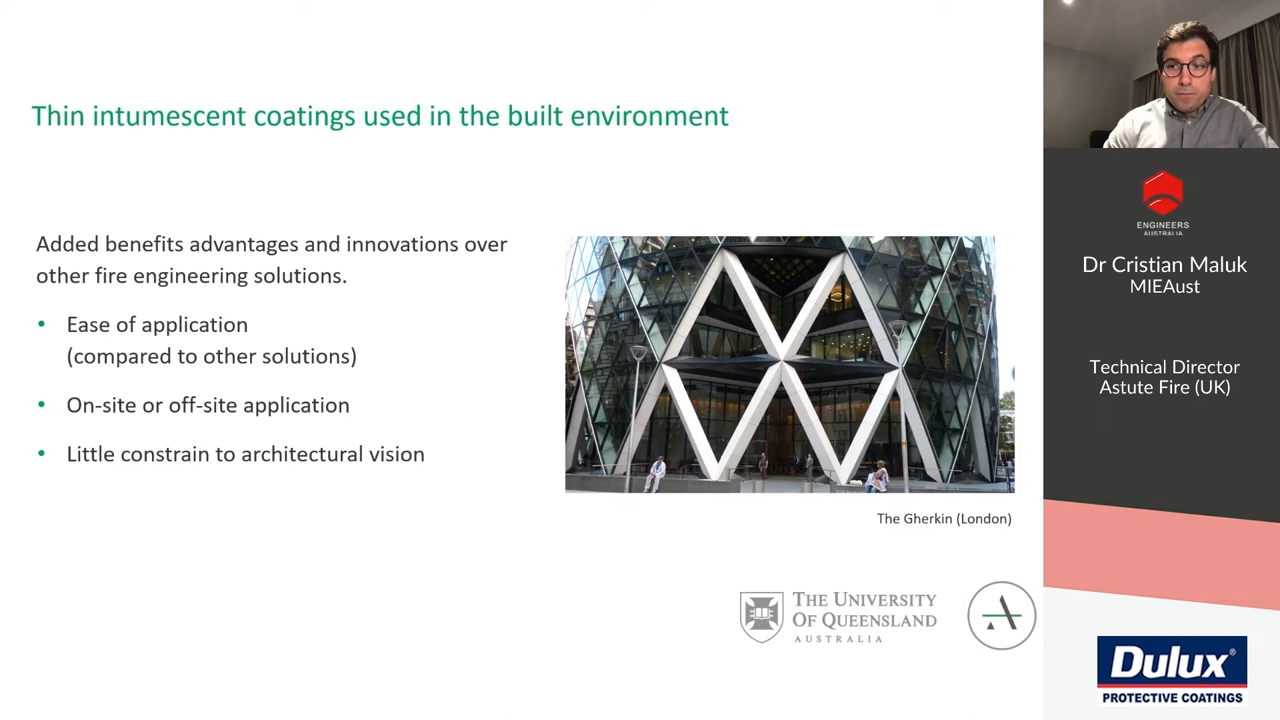 Thin intumescent coatings used in the built environment
Added benefits advantages and innovations over
other fire engineering solutions.
• Ease of application
(compared to other solutions)
• On-site or off-site application
• Little constrain to architectural vision
The Gherkin (London)
THE UNIVERSITY
OF QUEENSLAND
AUSTRALIA
A
ENGINEERS
AUSTRALIA
Dr Cristian Maluk
MIEAust
Technical Director
Astute Fire (UK)
Dulux®
PROTECTIVE COATINGS